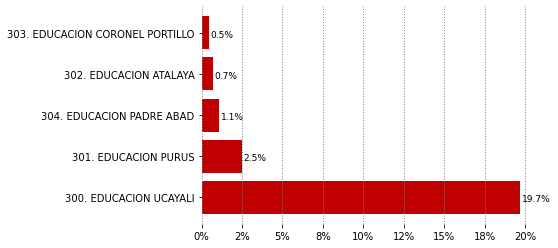 303. EDUCACION CORONEL PORTILLO 0.5%
302. EDUCACION ATALAYA 0.7%
304. EDUCACION PADRE ABAD 1.1%
301. EDUCACION PURUS 2.5%
300. EDUCACION UCAYALI 19.7%
0% 2% 5% 8% 10% 12% 15% 18% 20%